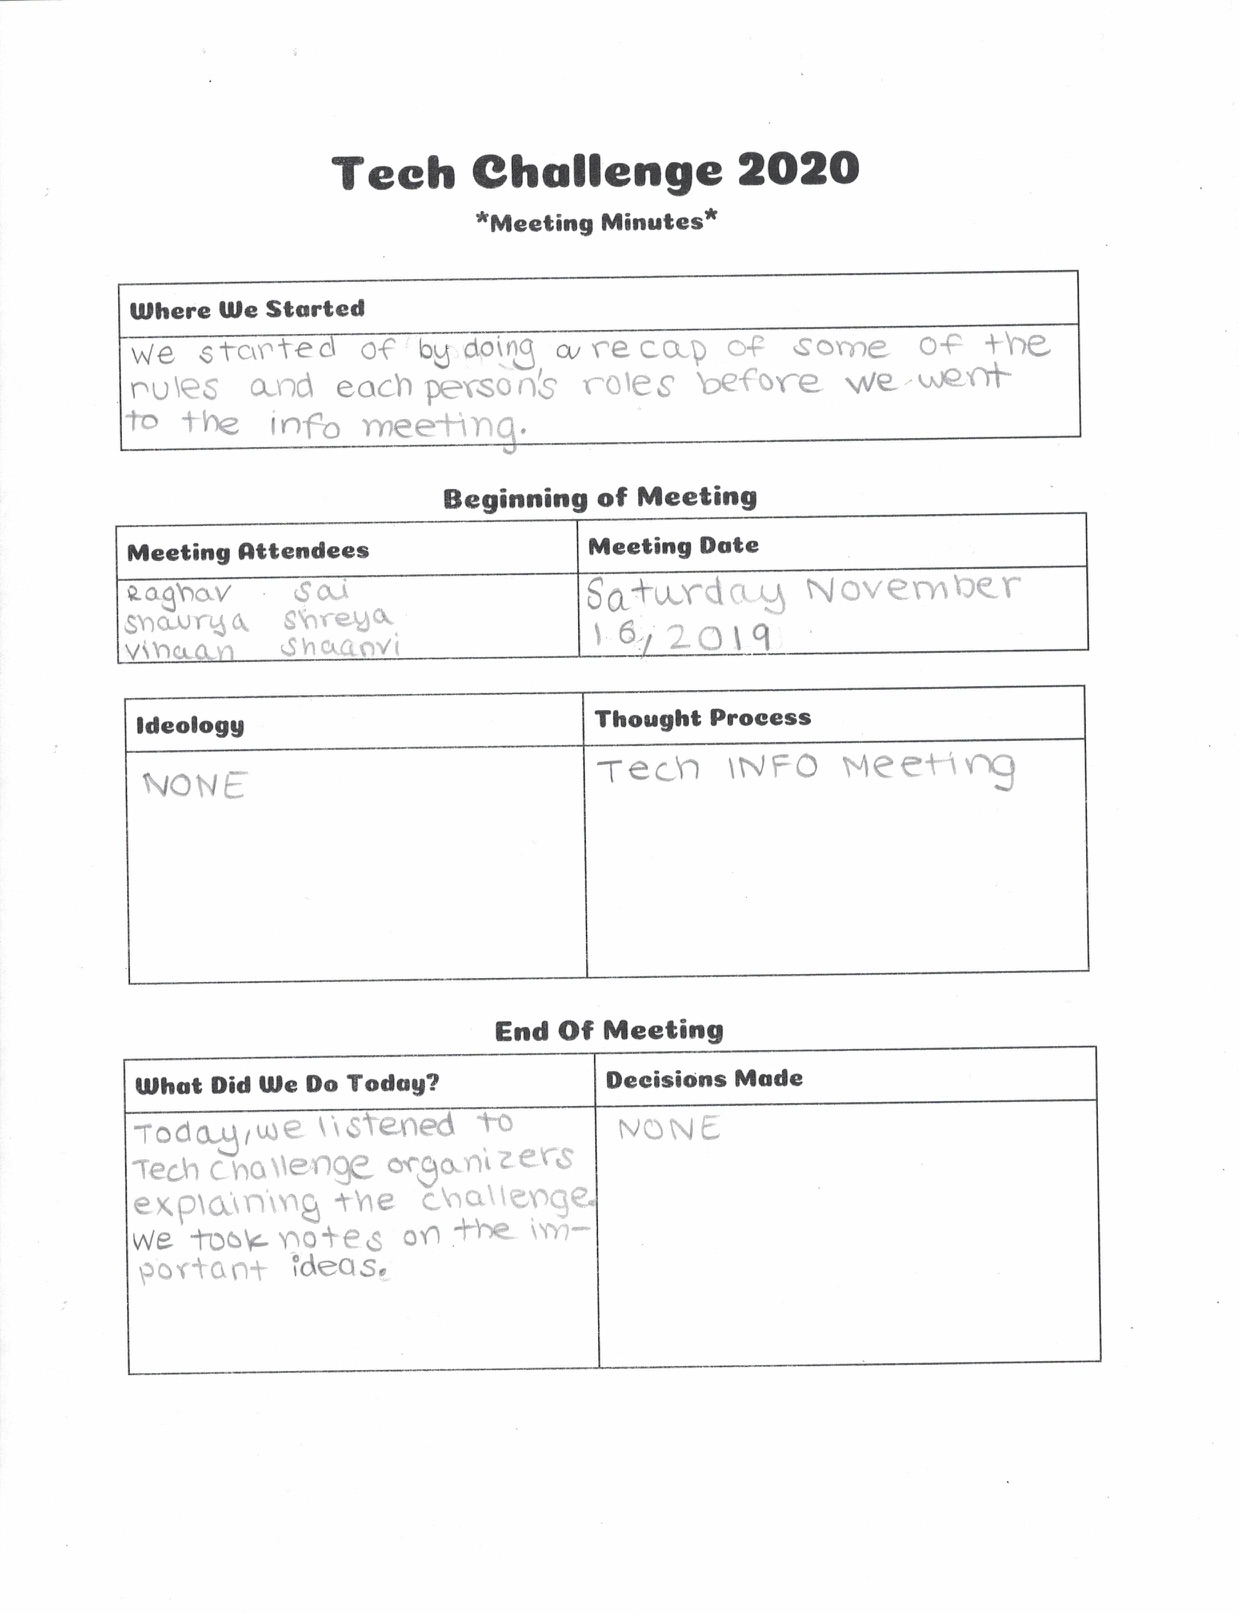 Tech Challenge 2020
*Meeting Minutes*
Where We Started
We started of by doing a recap of some of the
rules and each person's roles before we went
to the info meeting.
Beginning of Meeting
Meeting Attendees
Meeting Date
Raghav Sai
Shaurya Shreya
Vihaan Shaanvi
Saturday November
16, 2019
Ideology
Thought Process
NONE
Tech INFO Meeting
End Of Meeting
What Did We Do Today?
Decisions Made
Today, we listened to
Tech Challenge organizers
explaining the challenge.
We took notes on the im-
portant ideas.
NONE